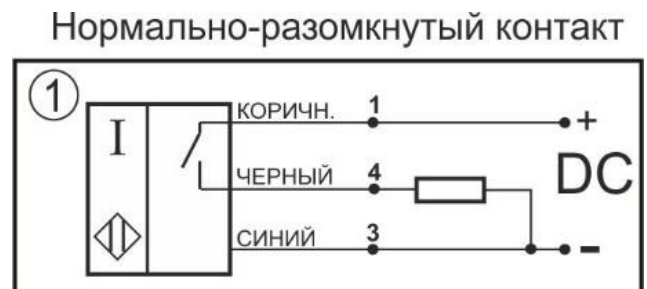 Нормально-разомкнутый контакт
1
КОРИЧН. 1 +
I
ЧЕРНЫЙ 4 DC
СИНИЙ 3 -